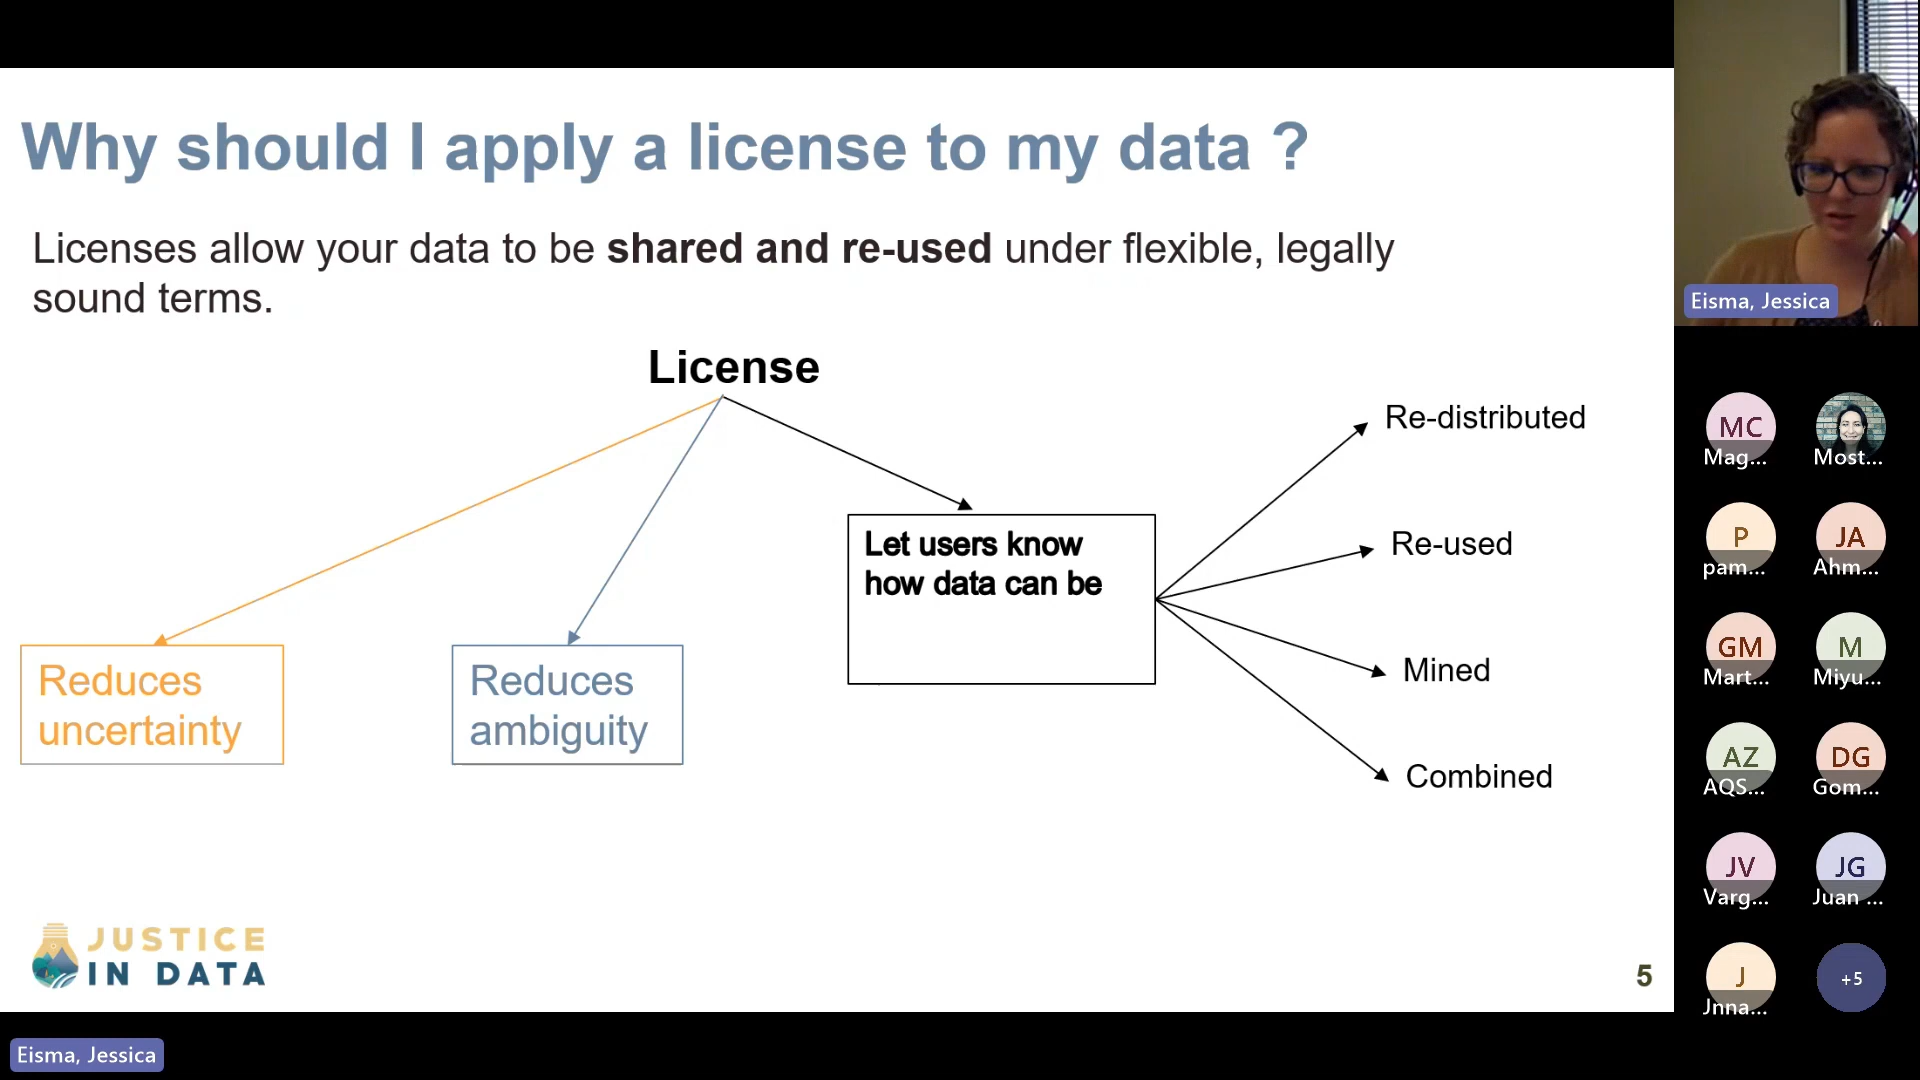 Why should I apply a license to my data ?
Licenses allow your data to be shared and re-used under flexible, legally
sound terms.
License
Reduces
uncertainty
Reduces
ambiguity
Let users know
how data can be
Re-distributed
Re-used
Mined
Combined
JUSTICE
IN DATA
5
Eisma, Jessica
Eisma, Jessica
MC
Mag...
Most...
P
pam...
JA
Ahm...
GM
Mart...
M
Miyu...
AZ
AQS...
DG
Gom...
JV
Varg...
JG
Juan ...
J
Jnna...
+5